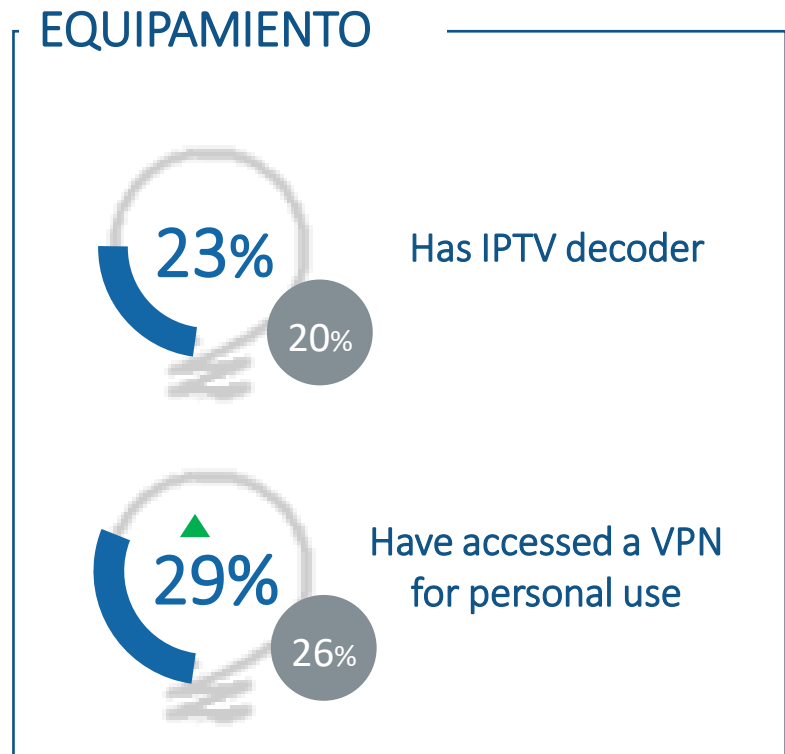 EQUIPAMIENTO
23%
Has IPTV decoder
20%
29%
Have accessed a VPN
for personal use
26%